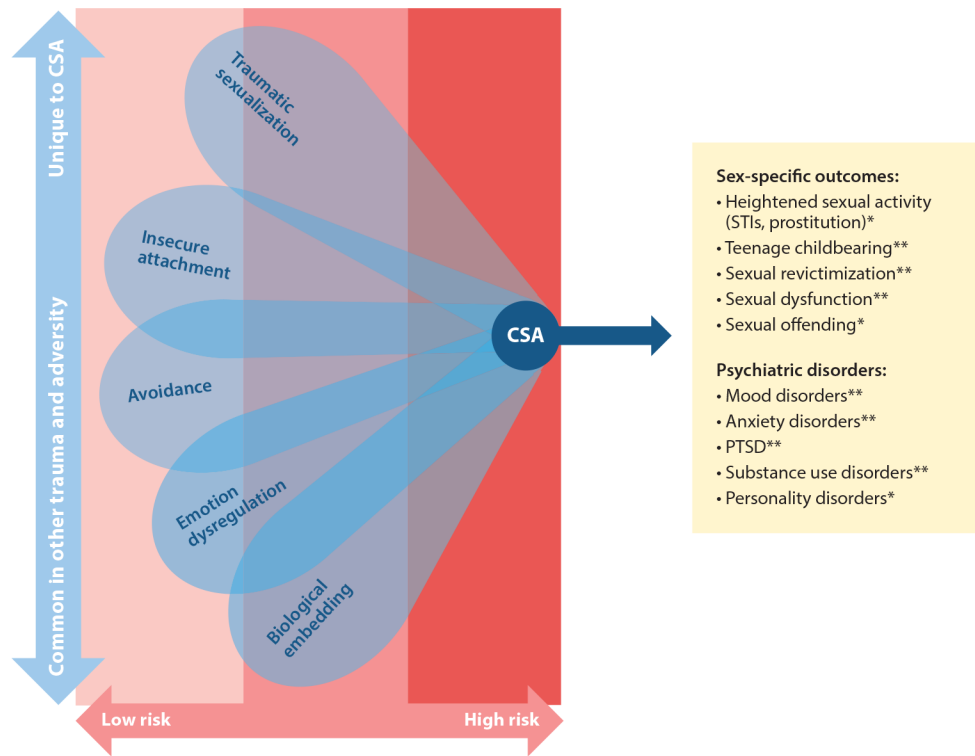 Unique to CSA
Common in other trauma and adversity
Traumatic
sexualization
Insecure
attachment
Avoidance
Emotion
dysregulation
Biological
embedding
CSA
Low risk
High risk
Sex-specific outcomes:
• Heightened sexual activity
(STIs, prostitution)*
• Teenage childbearing**
• Sexual revictimization**
• Sexual dysfunction**
• Sexual offending*
Psychiatric disorders:
• Mood disorders**
• Anxiety disorders**
• PTSD**
• Substance use disorders**
• Personality disorders*